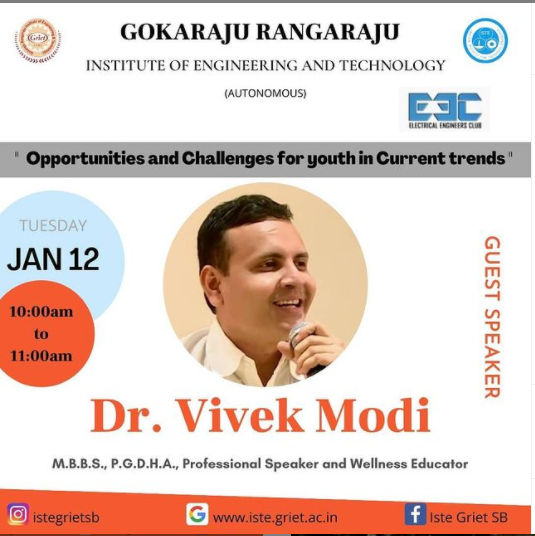 GOKARAJU RANGARAJU
INSTITUTE OF ENGINEERING AND TECHNOLOGY
(AUTONOMOUS)
Griet
EEC
ELECTRICAL ENGINEERS CLUB
" Opportunities and Challenges for youth in Current trends "
TUESDAY
JAN 12
10:00am
to
11:00am
GUEST SPEAKER
Dr. Vivek Modi
M.B.B.S., P.G.D.H.A., Professional Speaker and Wellness Educator
istegrietsb
www.iste.griet.ac.in
Iste Griet SB